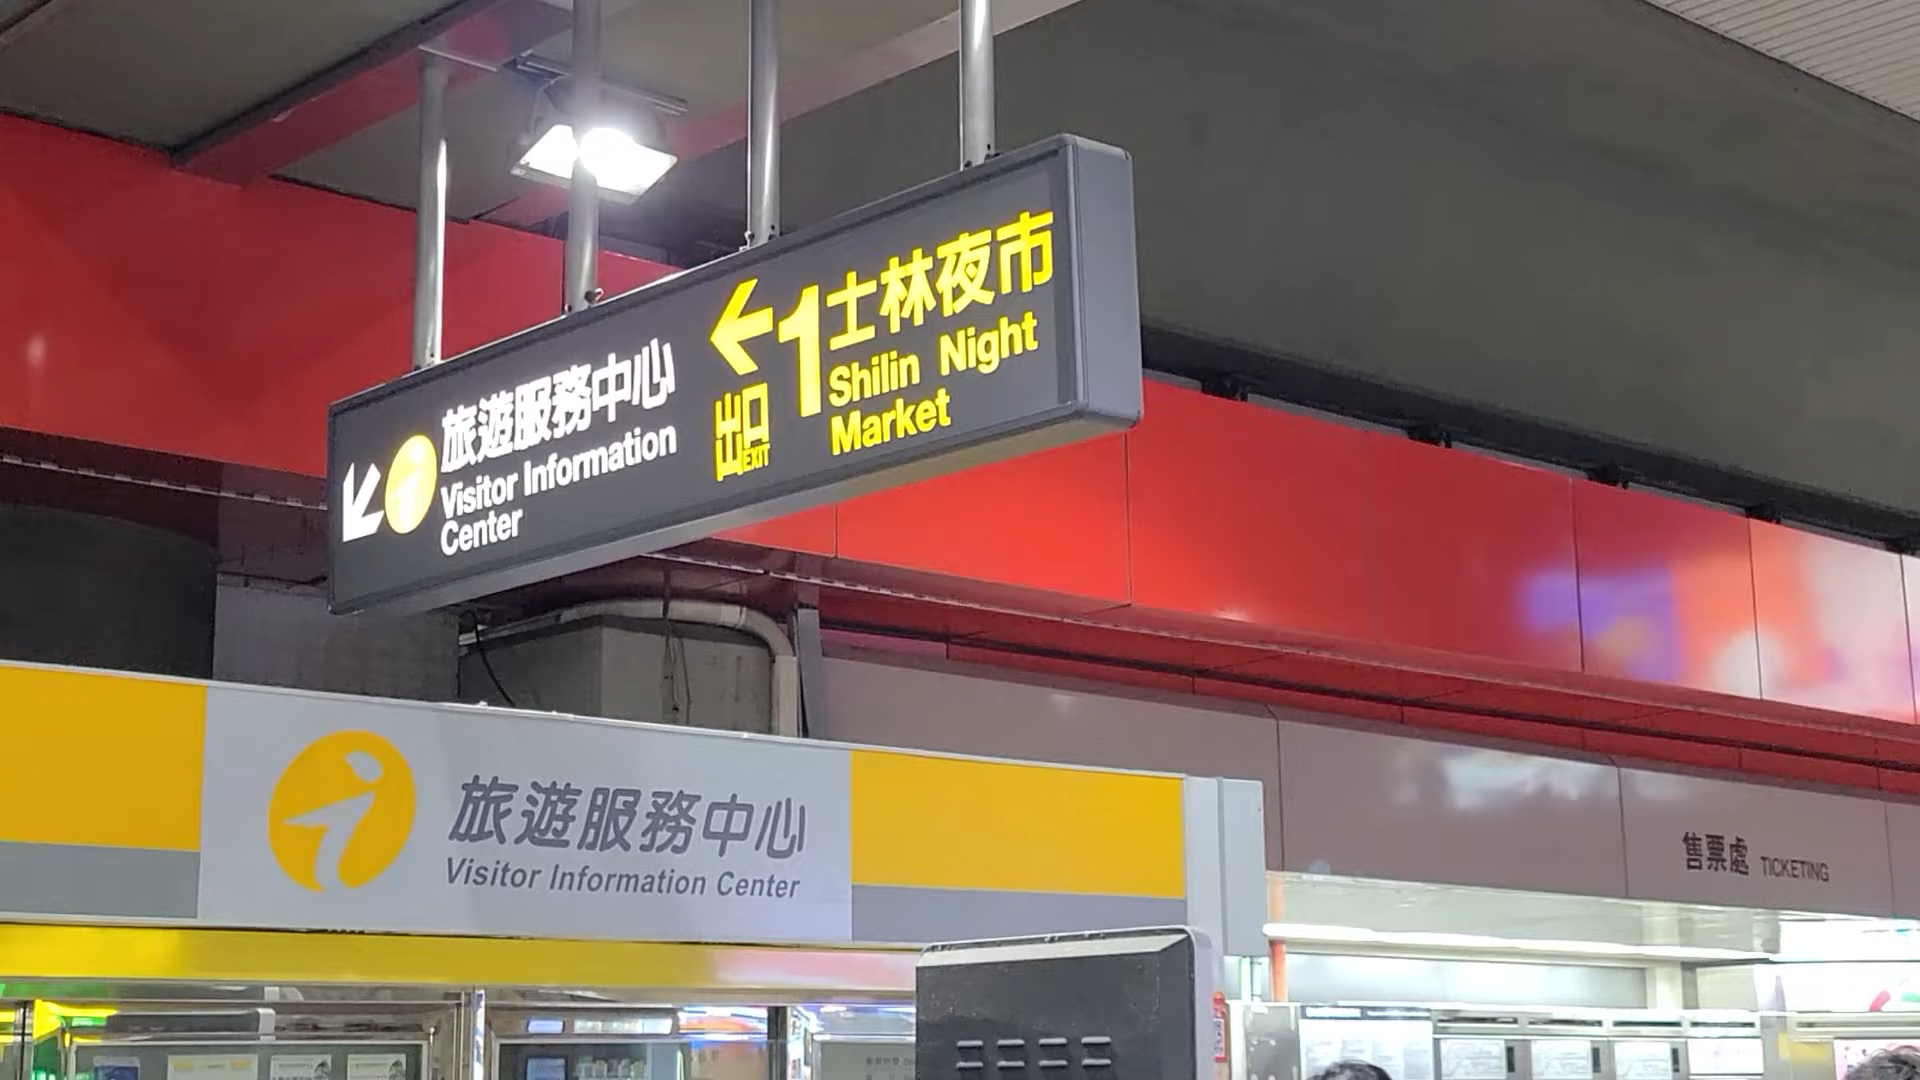 旅遊服務中心
Visitor Information
Center
出口
EXIT
1
士林夜市
Shilin Night
Market
旅遊服務中心
Visitor Information Center
售票處 TICKETING